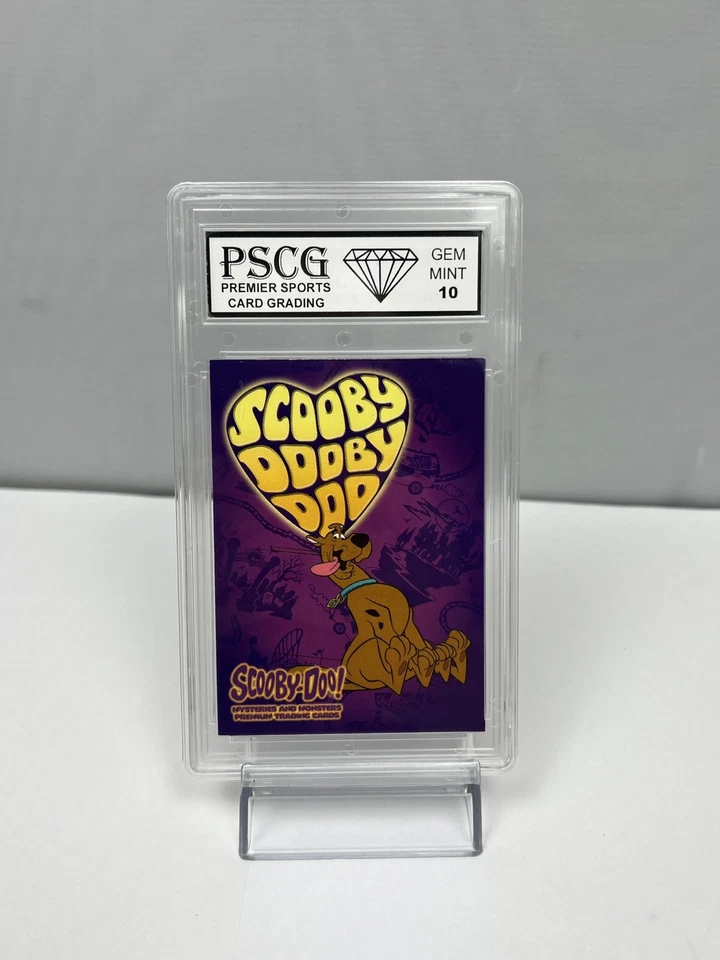 PSCG
PREMIER SPORTS
CARD GRADING
GEM
MINT
10
SCOOBY
DOOBY
DOO
SCOOBY-DOO!
MYSTERIES AND MONSTERS
PREMIUM TRADING CARDS